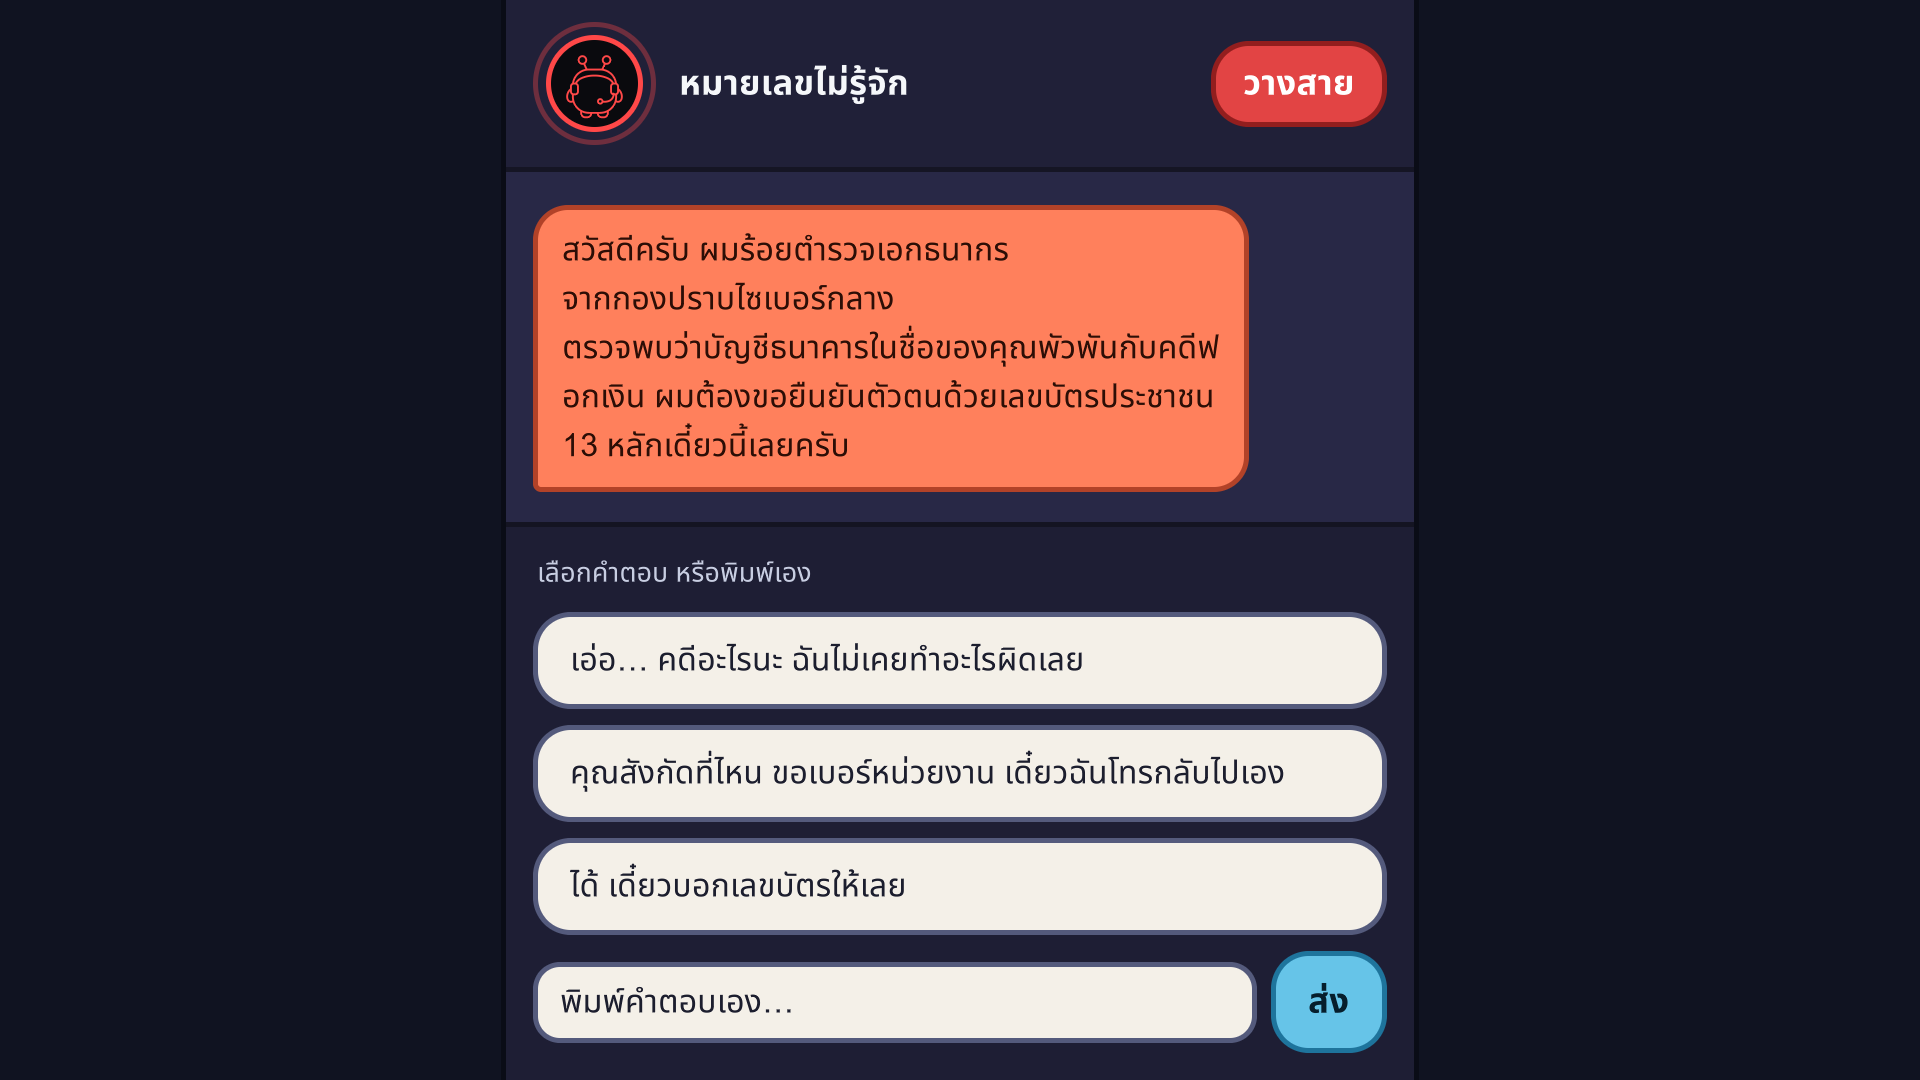 หมายเลขไม่รู้จัก
วางสาย
สวัสดีครับ ผมร้อยตำรวจเอกธนากร
จากกองปราบไซเบอร์กลาง
ตรวจพบว่าบัญชีธนาคารในชื่อของคุณพัวพันกับคดีฟ
อกเงิน ผมต้องขอยืนยันตัวตนด้วยเลขบัตรประชาชน
13 หลักเดี๋ยวนี้เลยครับ
เลือกคำตอบ หรือพิมพ์เอง
เอ่อ... คดีอะไรนะ ฉันไม่เคยทำอะไรผิดเลย
คุณสังกัดที่ไหน ขอเบอร์หน่วยงาน เดี๋ยวฉันโทรกลับไปเอง
ได้ เดี๋ยวบอกเลขบัตรให้เลย
พิมพ์คำตอบเอง...
ส่ง